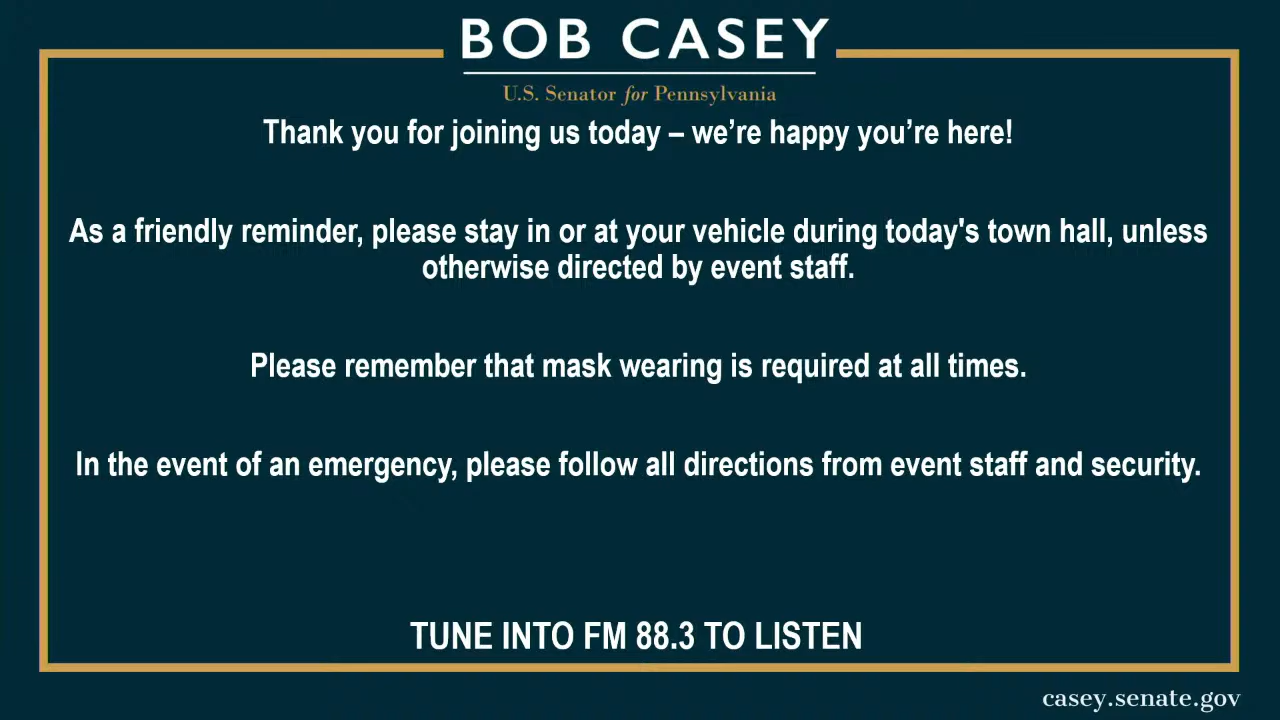 BOB CASEY
U.S. Senator for Pennsylvania
Thank you for joining us today – we’re happy you’re here!
As a friendly reminder, please stay in or at your vehicle during today's town hall, unless
otherwise directed by event staff.
Please remember that mask wearing is required at all times.
In the event of an emergency, please follow all directions from event staff and security.
TUNE INTO FM 88.3 TO LISTEN
casey.senate.gov